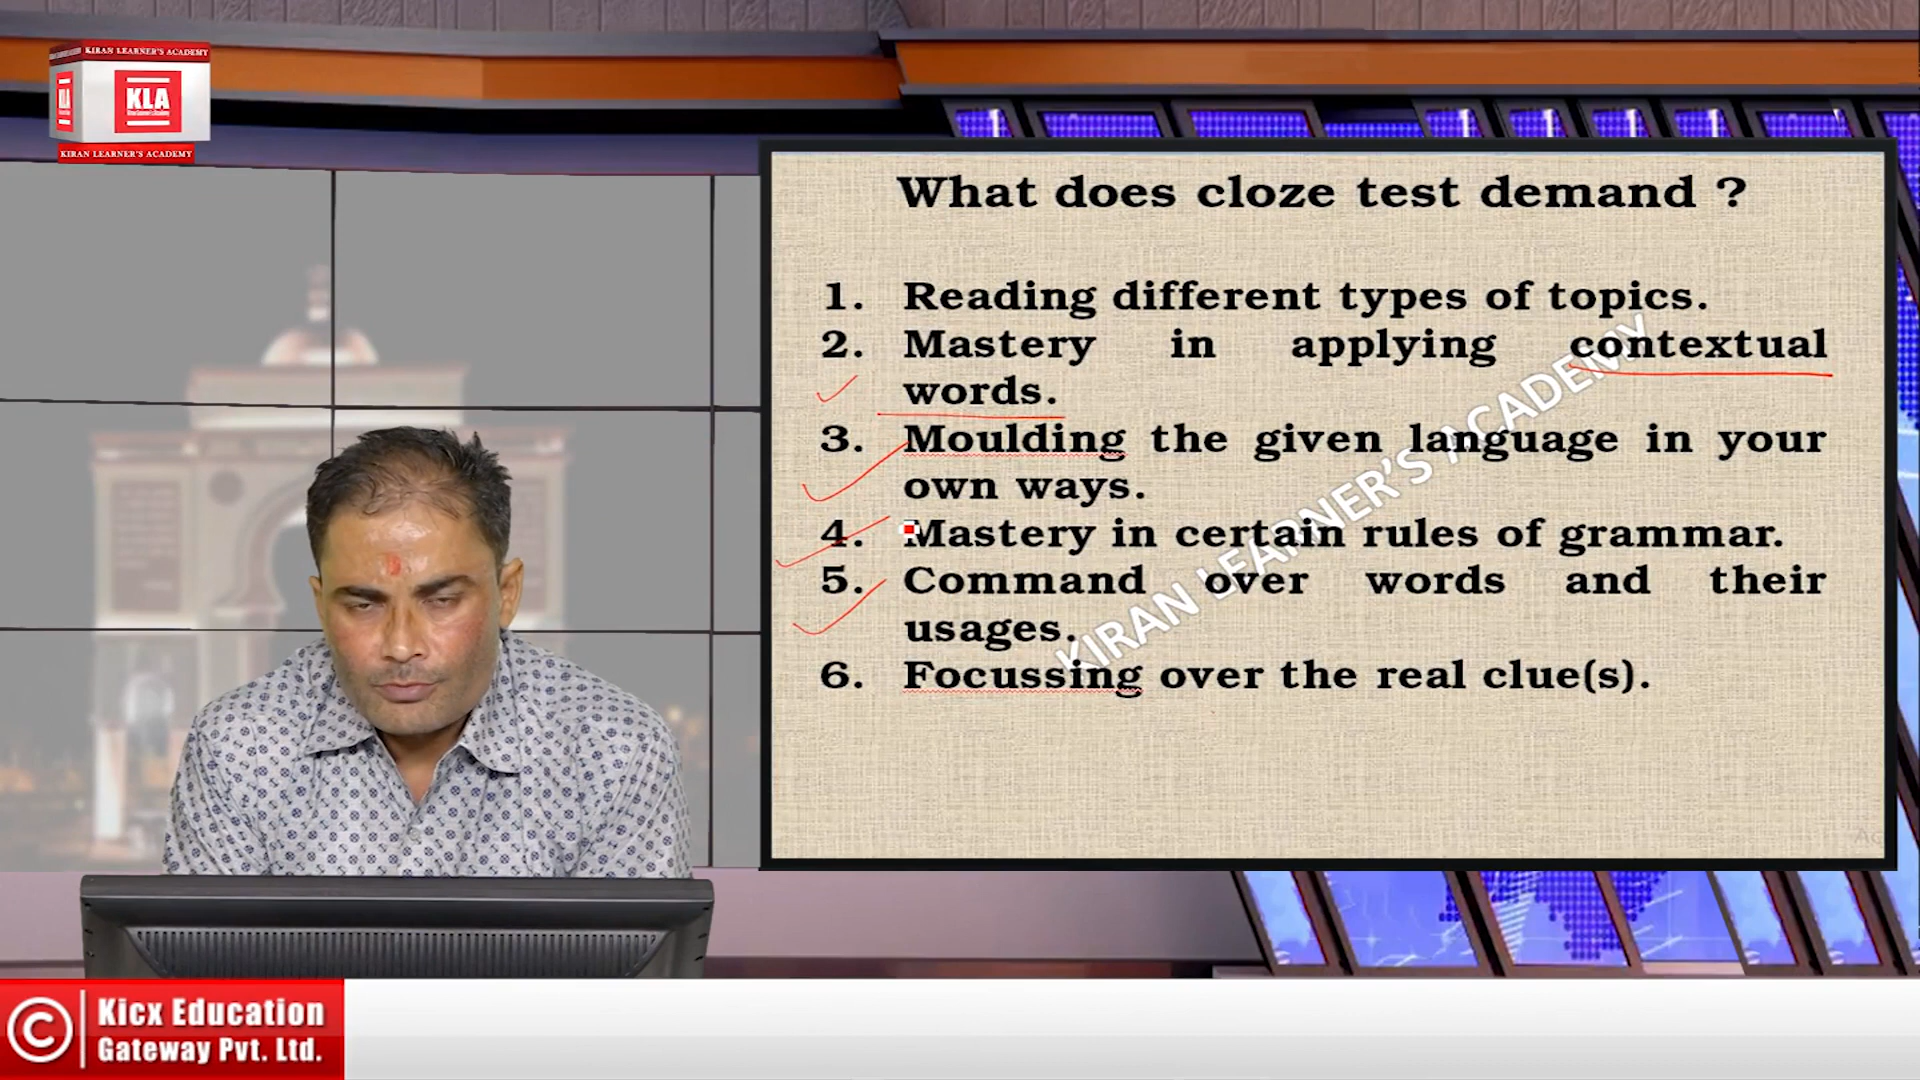 KIRAN LEARNER'S ACADEMY
KLA
KLA
KIRAN LEARNER'S ACADEMY
What does cloze test demand ?
1. Reading different types of topics.
2. Mastery in applying contextual
words.
3. Moulding the given language in your
own ways.
4. Mastery in certain rules of grammar.
5. Command over words and their
usages.
6. Focussing over the real clue(s).
KIRAN LEARNER'S ACADEMY
© Kicx Education
Gateway Pvt. Ltd.